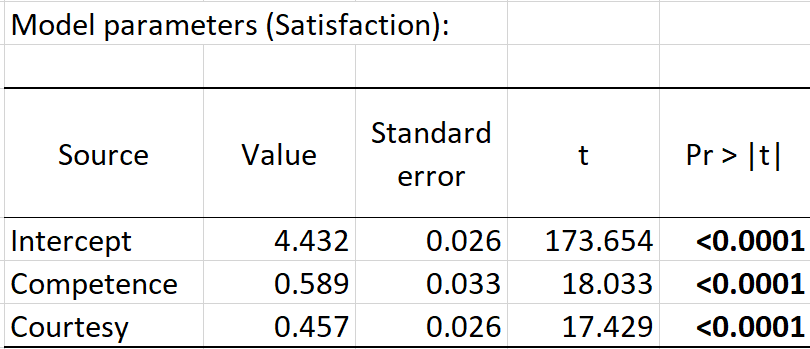 Model parameters (Satisfaction):
Source Value Standard error t Pr > |t|
Intercept 4.432 0.026 173.654 <0.0001
Competence 0.589 0.033 18.033 <0.0001
Courtesy 0.457 0.026 17.429 <0.0001